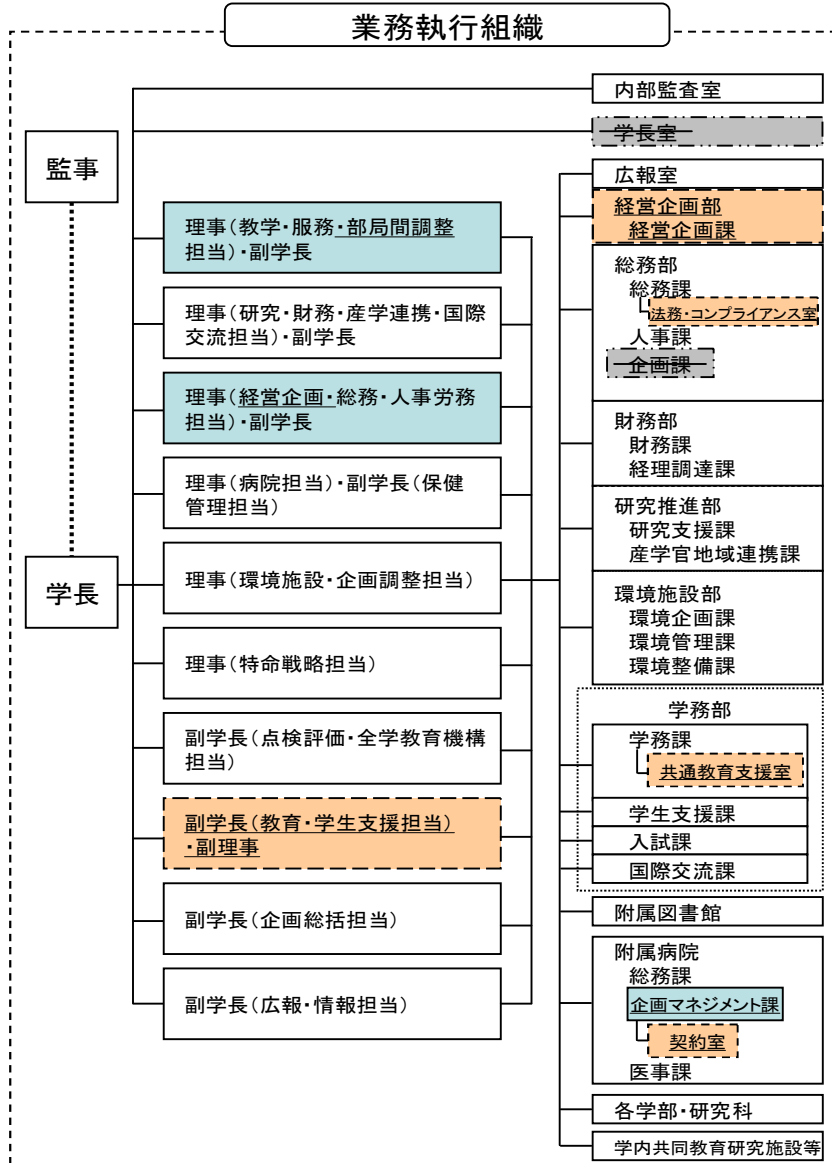 業務執行組織
監事
学長
理事(教学・服務・部局間調整
担当)・副学長
理事(研究・財務・産学連携・国際
交流担当)・副学長
理事(経営企画・総務・人事労務
担当)・副学長
理事(病院担当)・副学長(保健
管理担当)
理事(環境施設・企画調整担当)
理事(特命戦略担当)
副学長(点検評価・全学教育機構
担当)
副学長(教育・学生支援担当)
・副理事
副学長(企画総括担当)
副学長(広報・情報担当)
内部監査室
学長室
広報室
経営企画部
経営企画課
総務部
総務課
法務・コンプライアンス室
人事課
企画課
財務部
財務課
経理調達課
研究推進部
研究支援課
産学官地域連携課
環境施設部
環境企画課
環境管理課
環境整備課
学務部
学務課
共通教育支援室
学生支援課
入試課
国際交流課
附属図書館
附属病院
総務課
企画マネジメント課
契約室
医事課
各学部・研究科
学内共同教育研究施設等